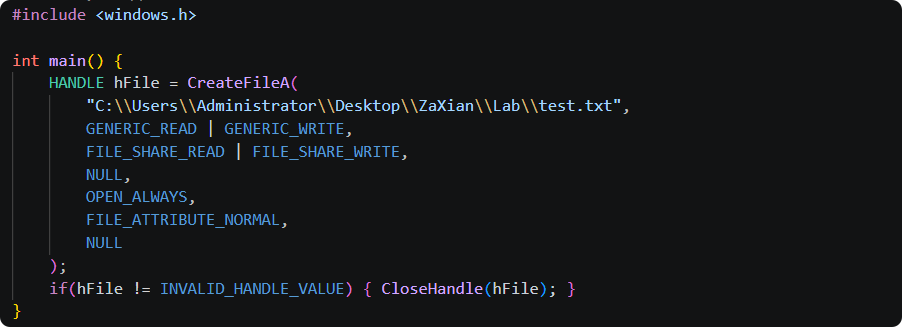 #include <windows.h>
int main() {
HANDLE hFile = CreateFileA(
"C:\\Users\\Administrator\\Desktop\\ZaXian\\Lab\\test.txt",
GENERIC_READ | GENERIC_WRITE,
FILE_SHARE_READ | FILE_SHARE_WRITE,
NULL,
OPEN_ALWAYS,
FILE_ATTRIBUTE_NORMAL,
NULL
);
if(hFile != INVALID_HANDLE_VALUE) { CloseHandle(hFile); }
}